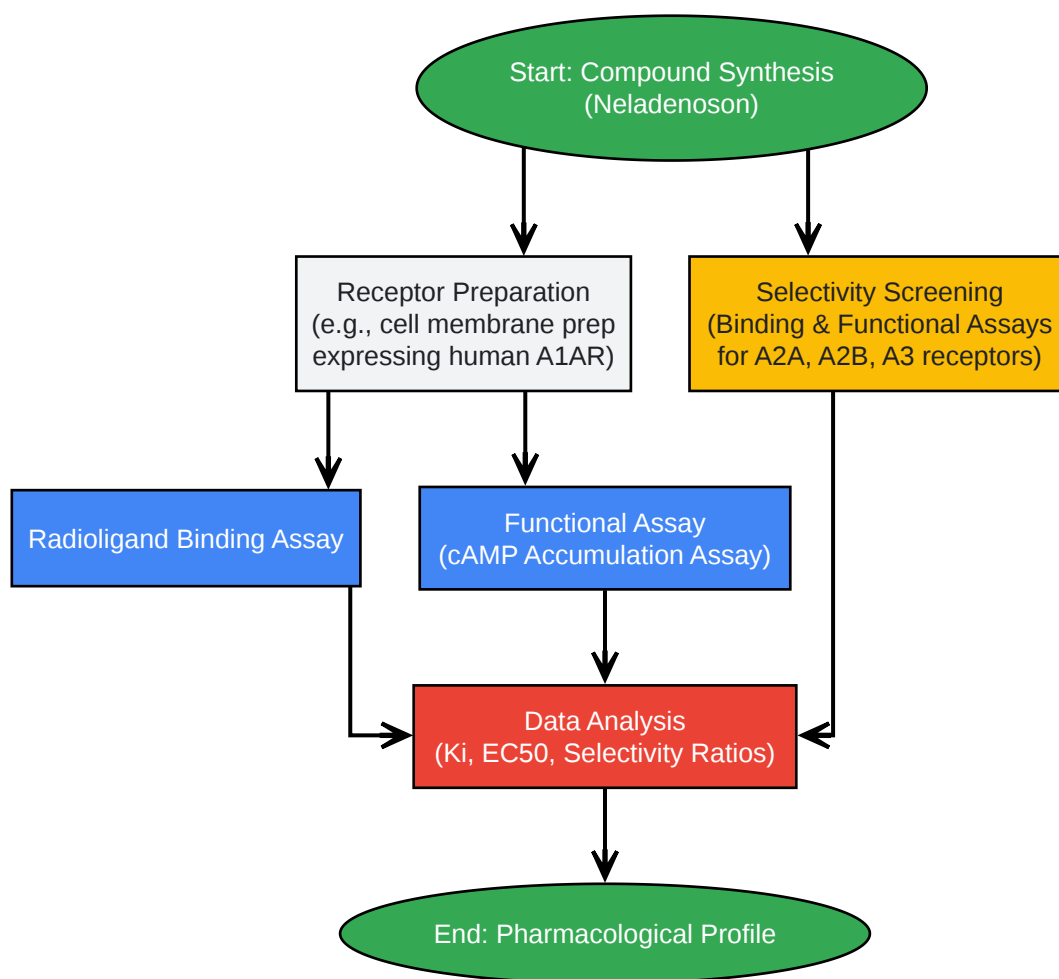 Start: Compound Synthesis
(Neladenoson)
Receptor Preparation
(e.g., cell membrane prep
expressing human A1AR)
Selectivity Screening
(Binding & Functional Assays
for A2A, A2B, A3 receptors)
Radioligand Binding Assay
Functional Assay
(cAMP Accumulation Assay)
Data Analysis
(Ki, EC50, Selectivity Ratios)
End: Pharmacological Profile